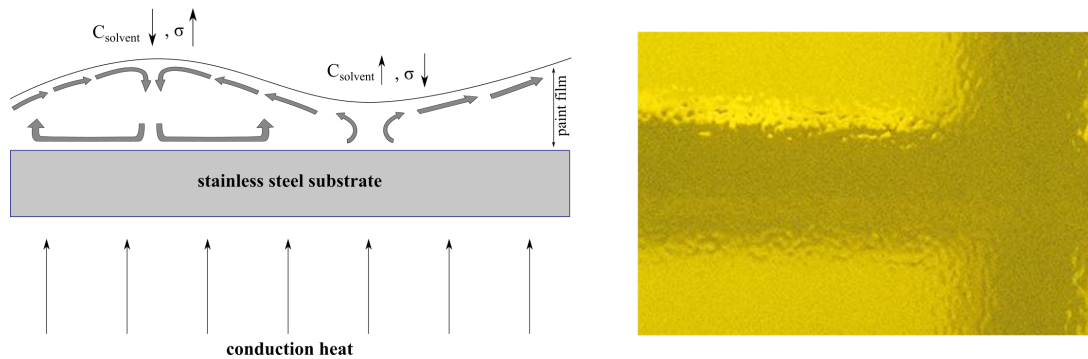 C_solvent ↓ , σ ↑
C_solvent ↑ , σ ↓
paint film
stainless steel substrate
conduction heat